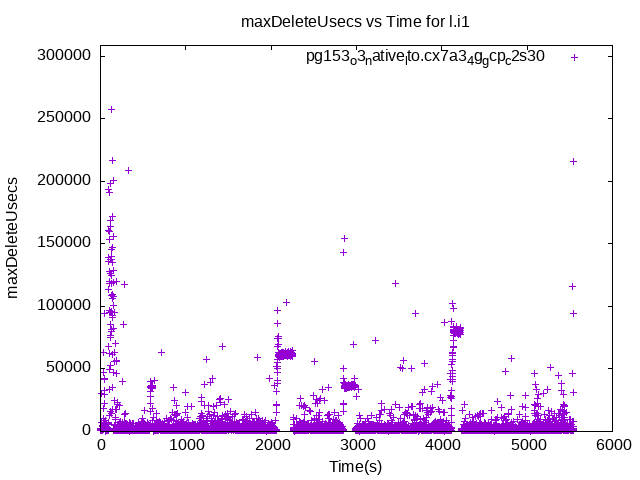 maxDeleteUsecs vs Time for l.i1
pg153_o3_native_lto.cx7a3_4g_gcp_c2s30
300000
250000
200000
150000
100000
50000
0
maxDeleteUsecs
0 1000 2000 3000 4000 5000 6000
Time(s)